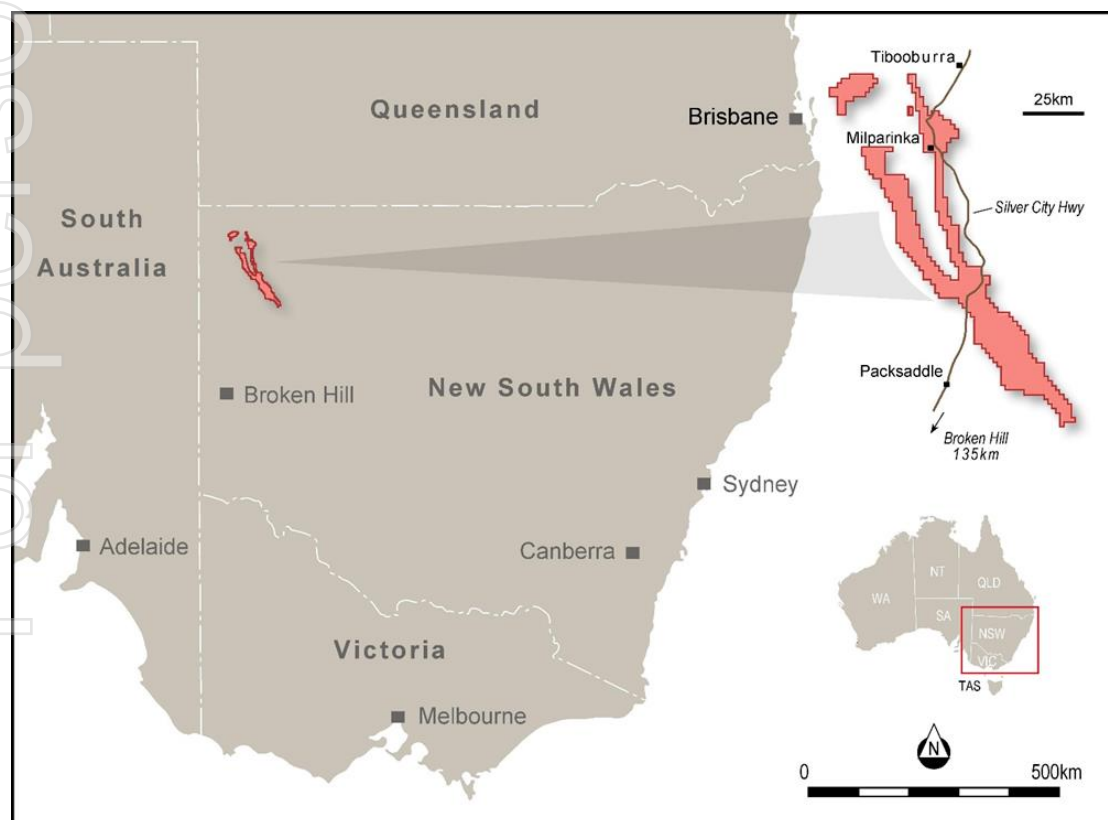 Queensland
Brisbane
South
Australia
Broken Hill
New South Wales
Sydney
Adelaide
Canberra
Victoria
Melbourne
Tibooburra
25km
Milparinka
Silver City Hwy
Packsaddle
Broken Hill
135km
NT
QLD
WA
SA
NSW
VIC
TAS
N
0
500km